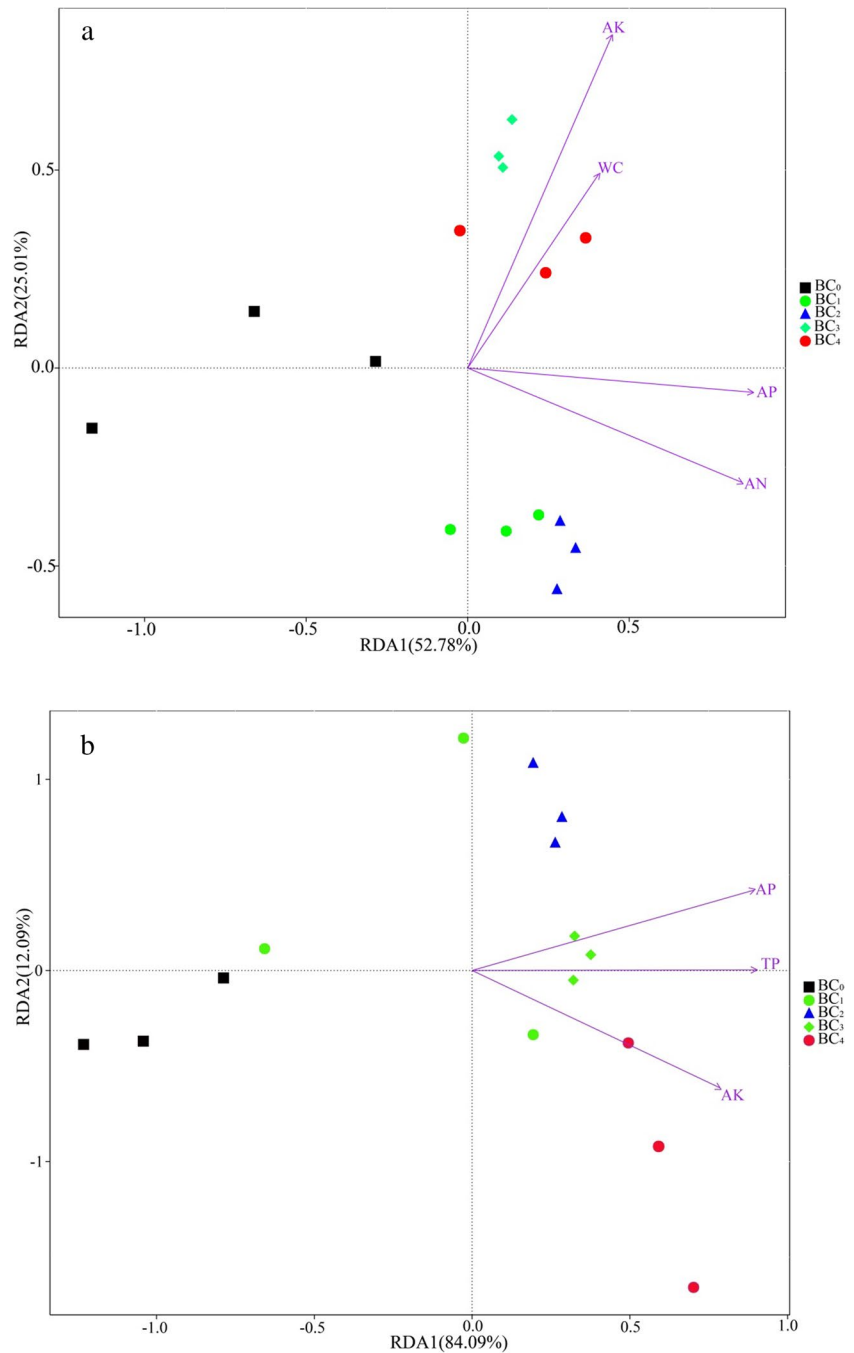 a
AK
WC
AP
AN
0.5
0.0
-0.5
RDA2(25.01%)
-1.0 -0.5 0.0 0.5
RDA1(52.78%)
BC₀
BC₁
BC₂
BC₃
BC₄
b
AP
TP
AK
1
0
-1
RDA2(12.09%)
-1.0 -0.5 0.0 0.5 1.0
RDA1(84.09%)
BC₀
BC₁
BC₂
BC₃
BC₄